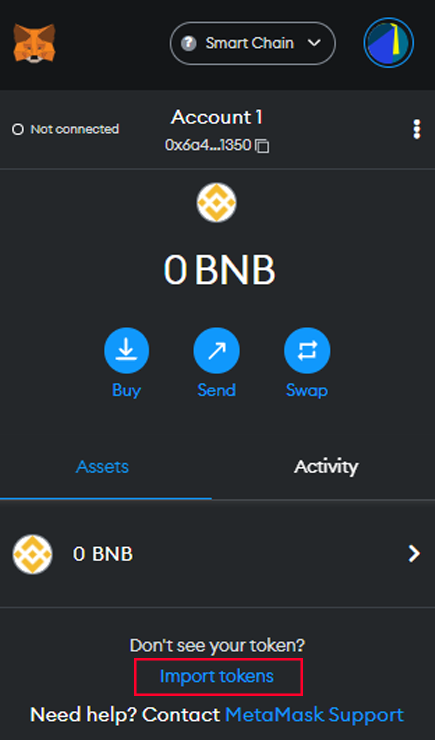 Smart Chain
Not connected
Account 1
0x6a4...1350
0 BNB
Buy
Send
Swap
Assets
Activity
0 BNB
Don't see your token?
Import tokens
Need help? Contact MetaMask Support